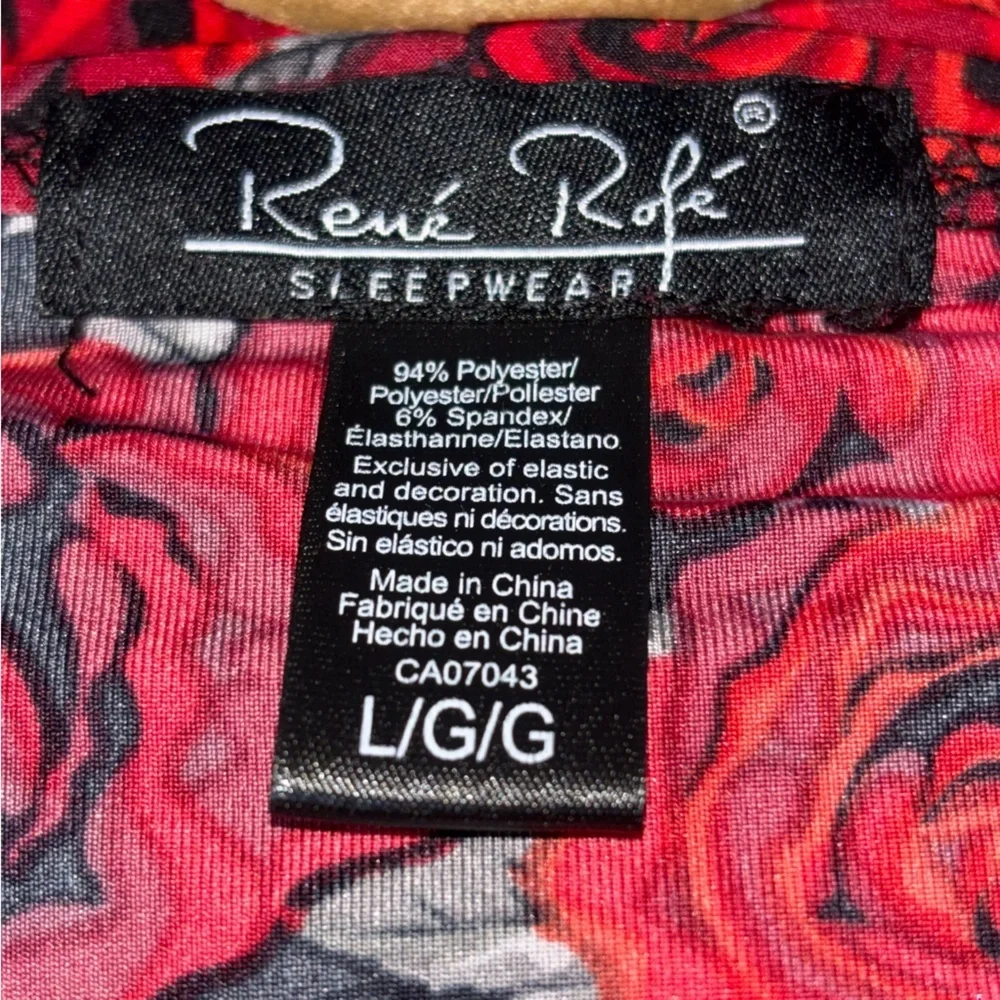 René Rofé®
SLEEPWEAR
94% Polyester/
Polyester/Poliester
6% Spandex/
Élasthanne/Elastano
Exclusive of elastic
and decoration. Sans
élastiques ni décorations.
Sin elástico ni adornos.
Made in China
Fabriqué en Chine
Hecho en China
CA07043
L/G/G